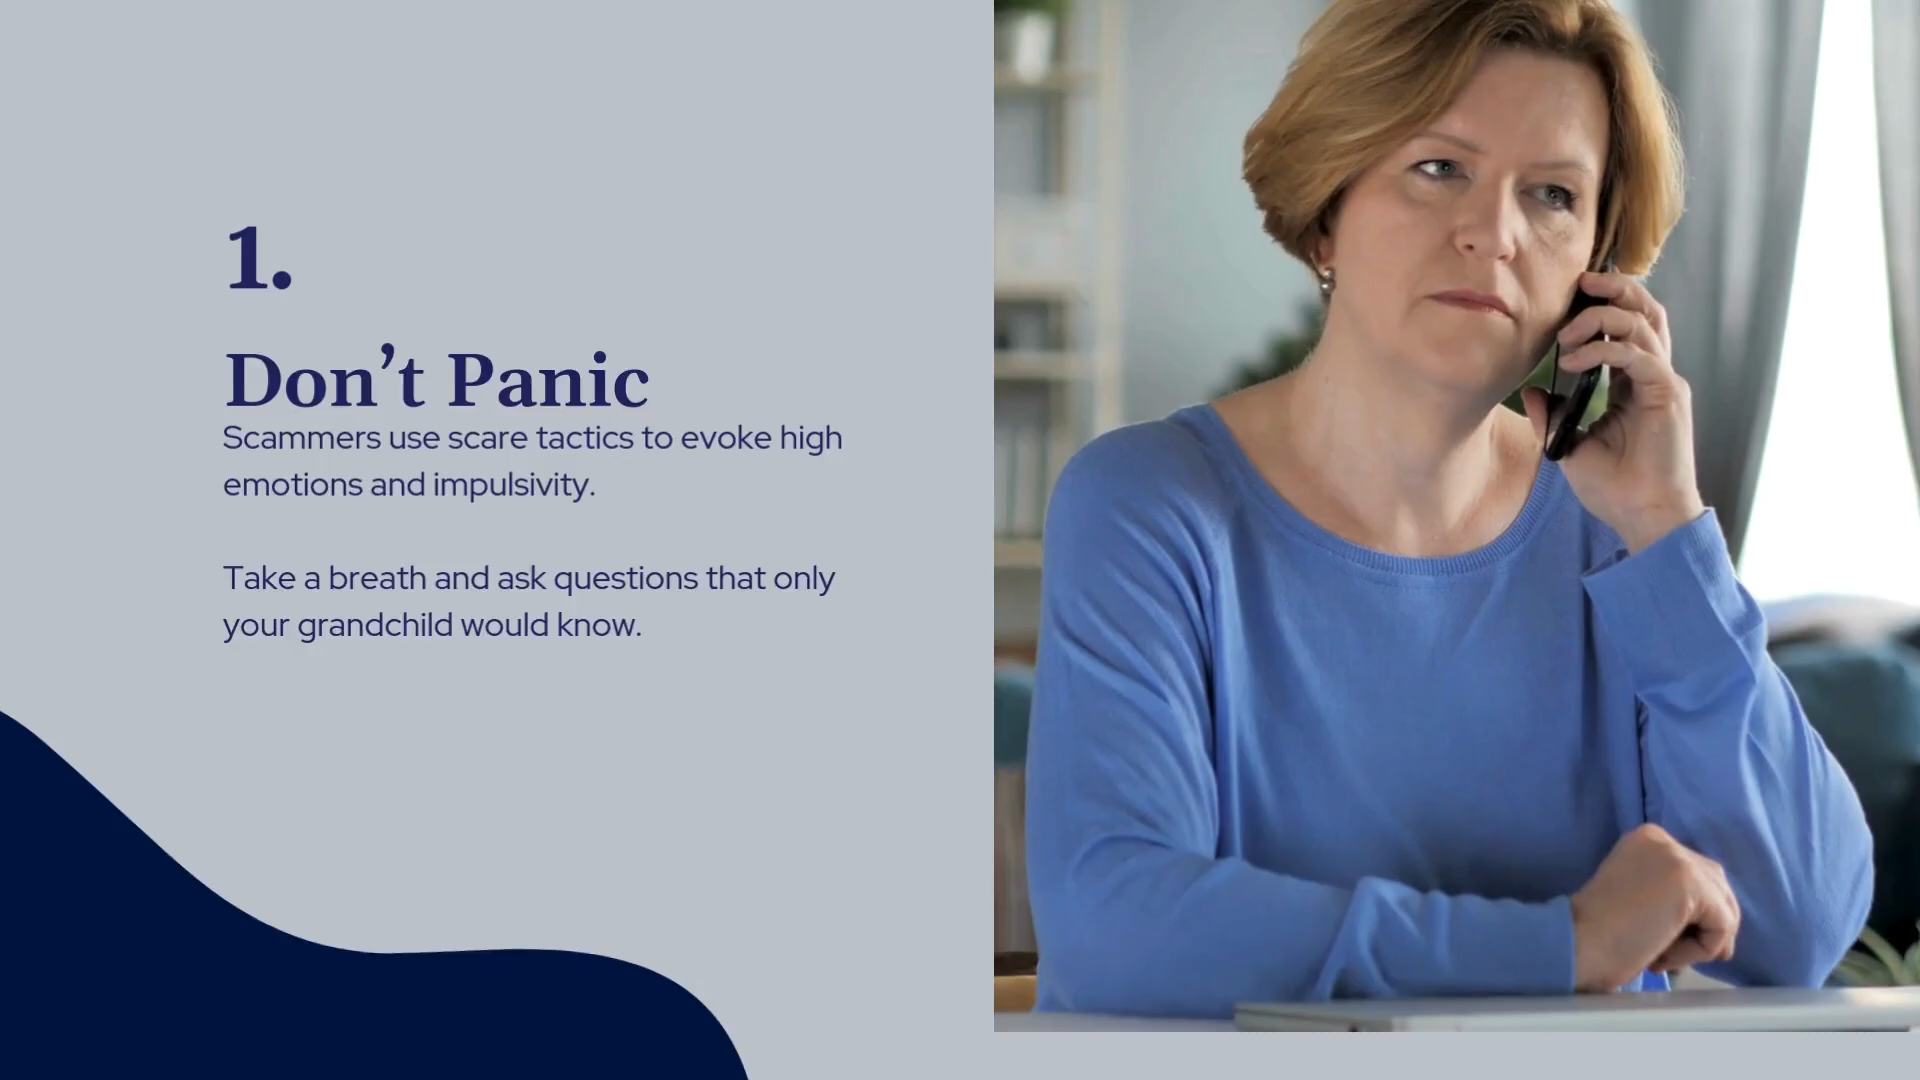 1.
Don’t Panic
Scammers use scare tactics to evoke high
emotions and impulsivity.
Take a breath and ask questions that only
your grandchild would know.